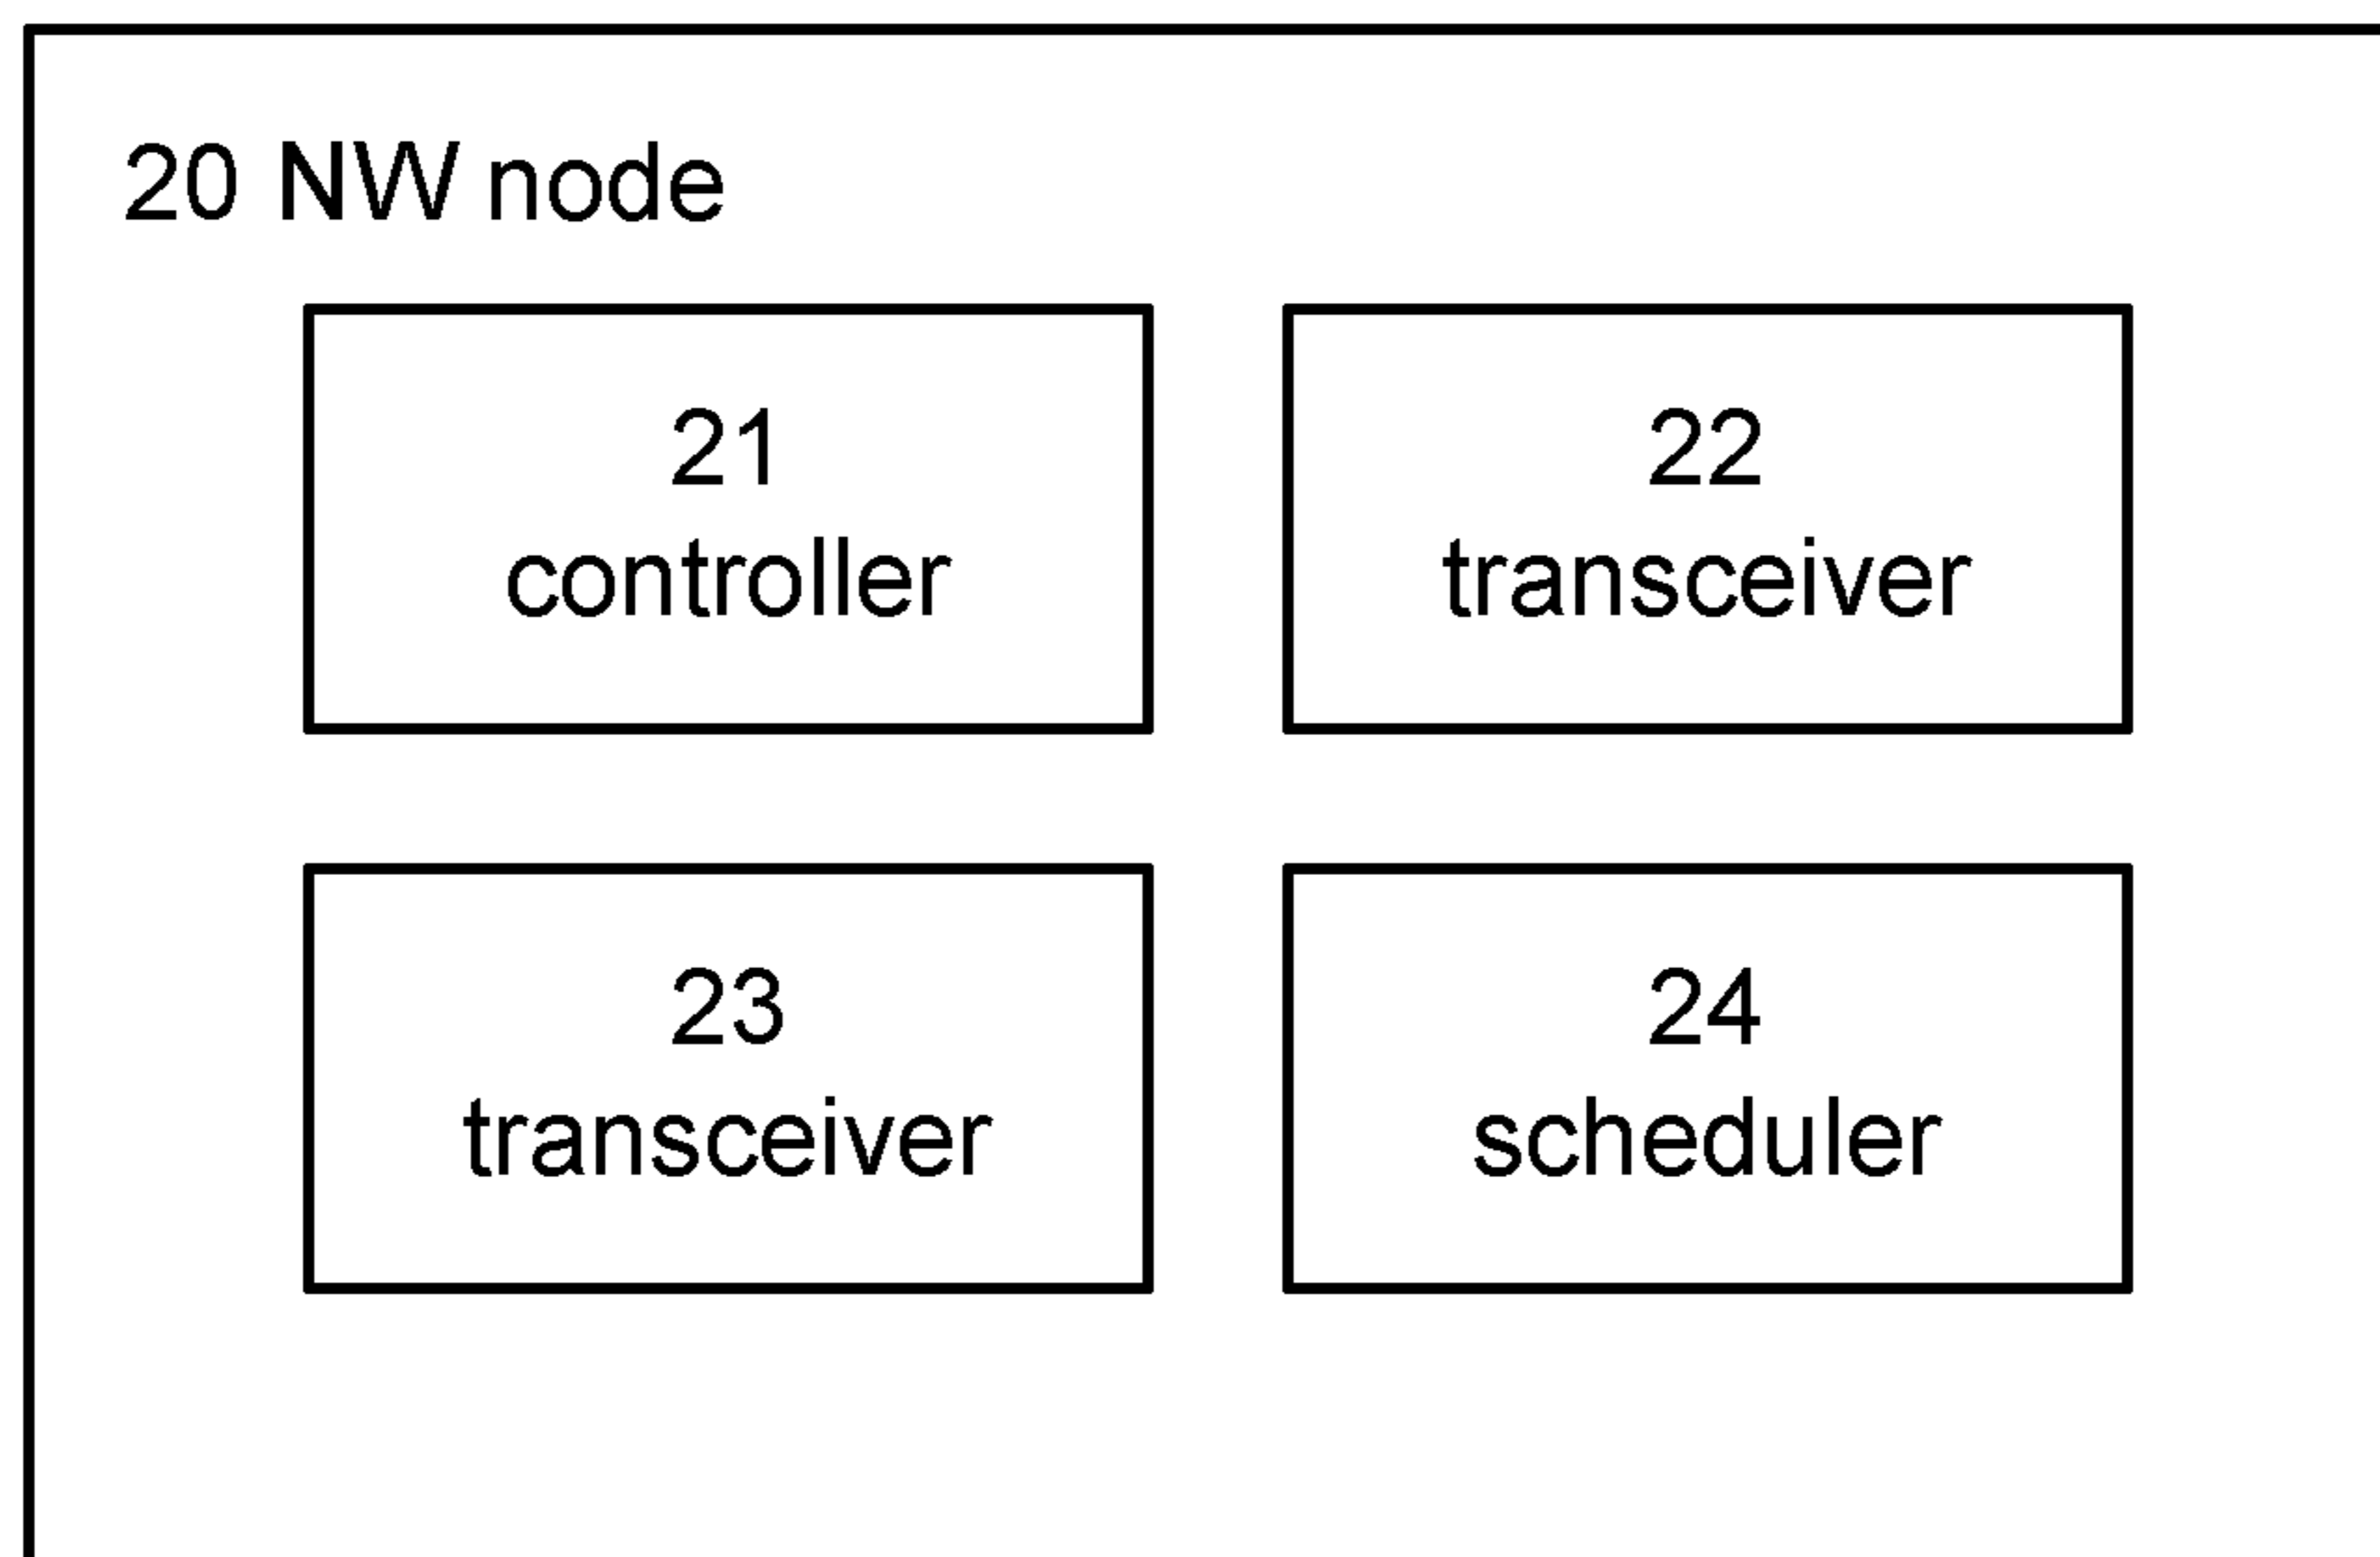 20 NW node
21
controller
22
transceiver
23
transceiver
24
scheduler